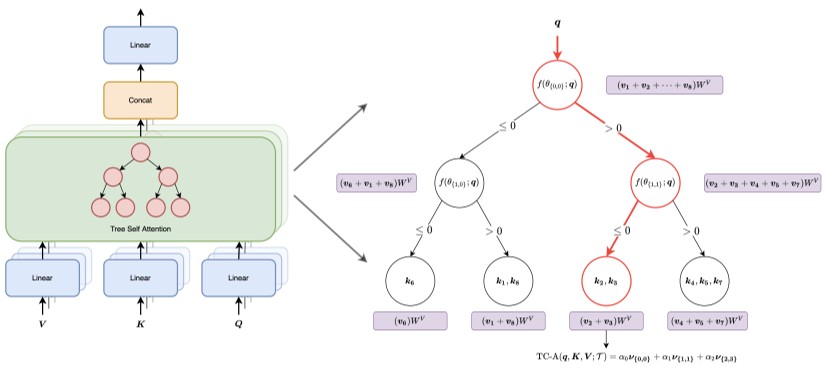 Linear
Concat
Tree Self Attention
Linear
Linear
Linear
V
K
Q
q
f(θ{0,0}; q)
(v1 + v2 + ⋯ + v8)W^V
≤ 0
> 0
(v6 + v1 + v8)W^V
f(θ{1,0}; q)
f(θ{1,1}; q)
(v2 + v3 + v4 + v5 + v7)W^V
≤ 0
> 0
≤ 0
> 0
k6
k1, k8
k2, k3
k4, k5, k7
(v6)W^V
(v1 + v8)W^V
(v2 + v3)W^V
(v4 + v5 + v7)W^V
TC-A(q, K, V; T) = α0ν{0,0} + α1ν{1,1} + α2ν{2,3}